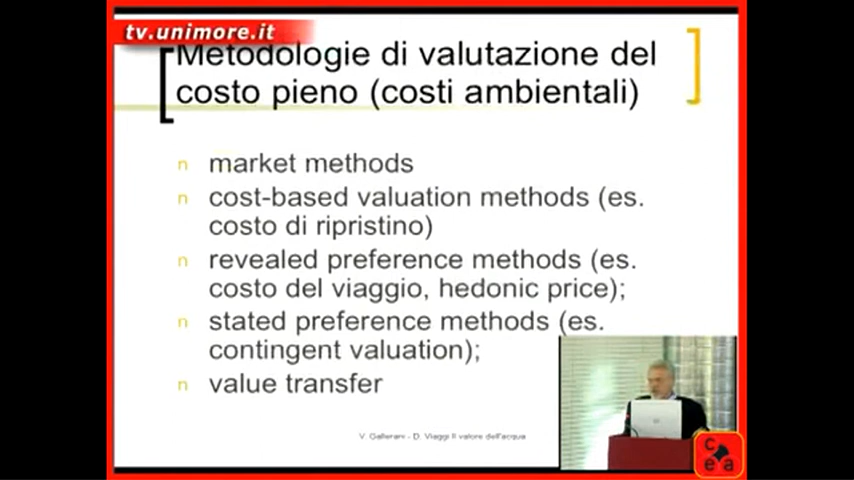 tv.unimore.it
Metodologie di valutazione del
costo pieno (costi ambientali)
n market methods
n cost-based valuation methods (es.
costo di ripristino)
n revealed preference methods (es.
costo del viaggio, hedonic price);
n stated preference methods (es.
contingent valuation);
n value transfer
V. Gallerani - D. Viaggi Il valore dell'acqua
c
e a